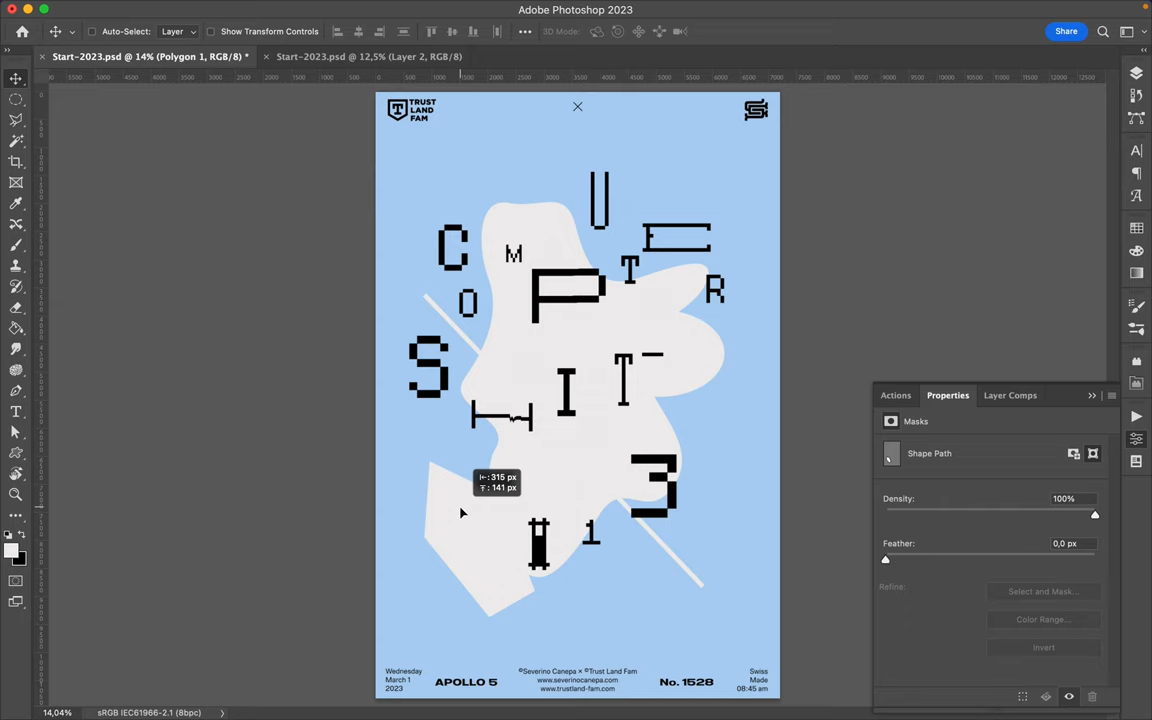 Adobe Photoshop 2023
Auto-Select: Layer Show Transform Controls ••• 3D Mode: Share
Start-2023.psd @ 14% (Polygon 1, RGB/8) * Start-2023.psd @ 12,5% (Layer 2, RGB/8)
TRUST
LAND
FAM
U
C M E
T
P R
O
S I T
3
1
315 px
141 px
Wednesday
March 1
2023
APOLLO 5
©Severino Canepa × ©Trust Land Fam
www.severinocanepa.com
www.trustland-fam.com
No. 1528
Swiss
Made
08:45 am
Actions Properties Layer Comps
Masks
Shape Path
Density: 100%
Feather: 0,0 px
Refine: Select and Mask...
Color Range...
Invert
14,04% sRGB IEC61966-2.1 (8bpc)